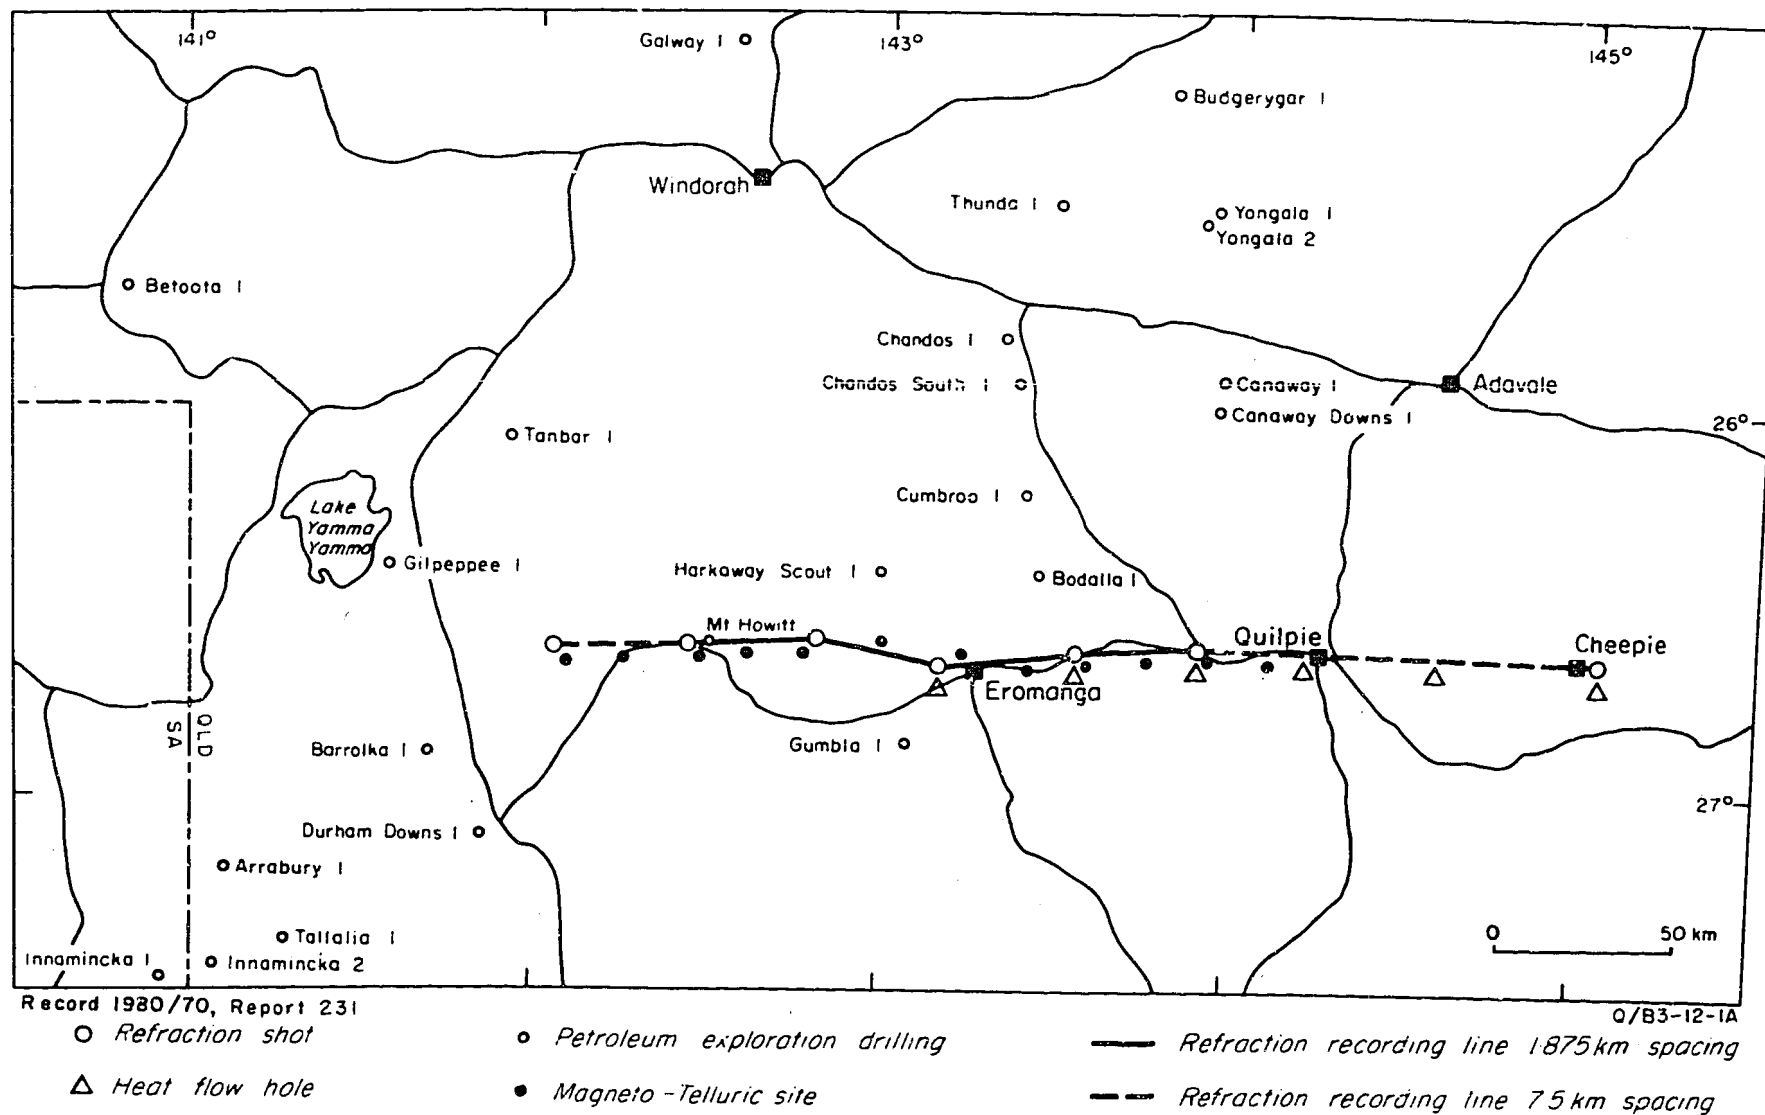 141°
Galway 1
143°
145°
Budgerygar 1
Windorah
Thunda 1
Yongala 1
Yongala 2
Betoota 1
Chandos 1
Chandos South 1
Canaway 1
Adavale
Canaway Downs 1
26°
Tanbar 1
Lake
Yamma
Yamma
Cumbroo 1
Gilpeppee 1
Harkaway Scout 1
Bodalla 1
Mt Howitt
Quilpie
Cheepie
Eromanga
QLD
SA
Barrolka 1
Gumbla 1
27°
Durham Downs 1
Arrabury 1
Tallalia 1
0 50 km
Innamincka 1
Innamincka 2
Record 1980/70, Report 231
Q/B3-12-1A
Refraction shot
Petroleum exploration drilling
Refraction recording line 1·875km spacing
Heat flow hole
Magneto-Telluric site
Refraction recording line 7 5 km spacing